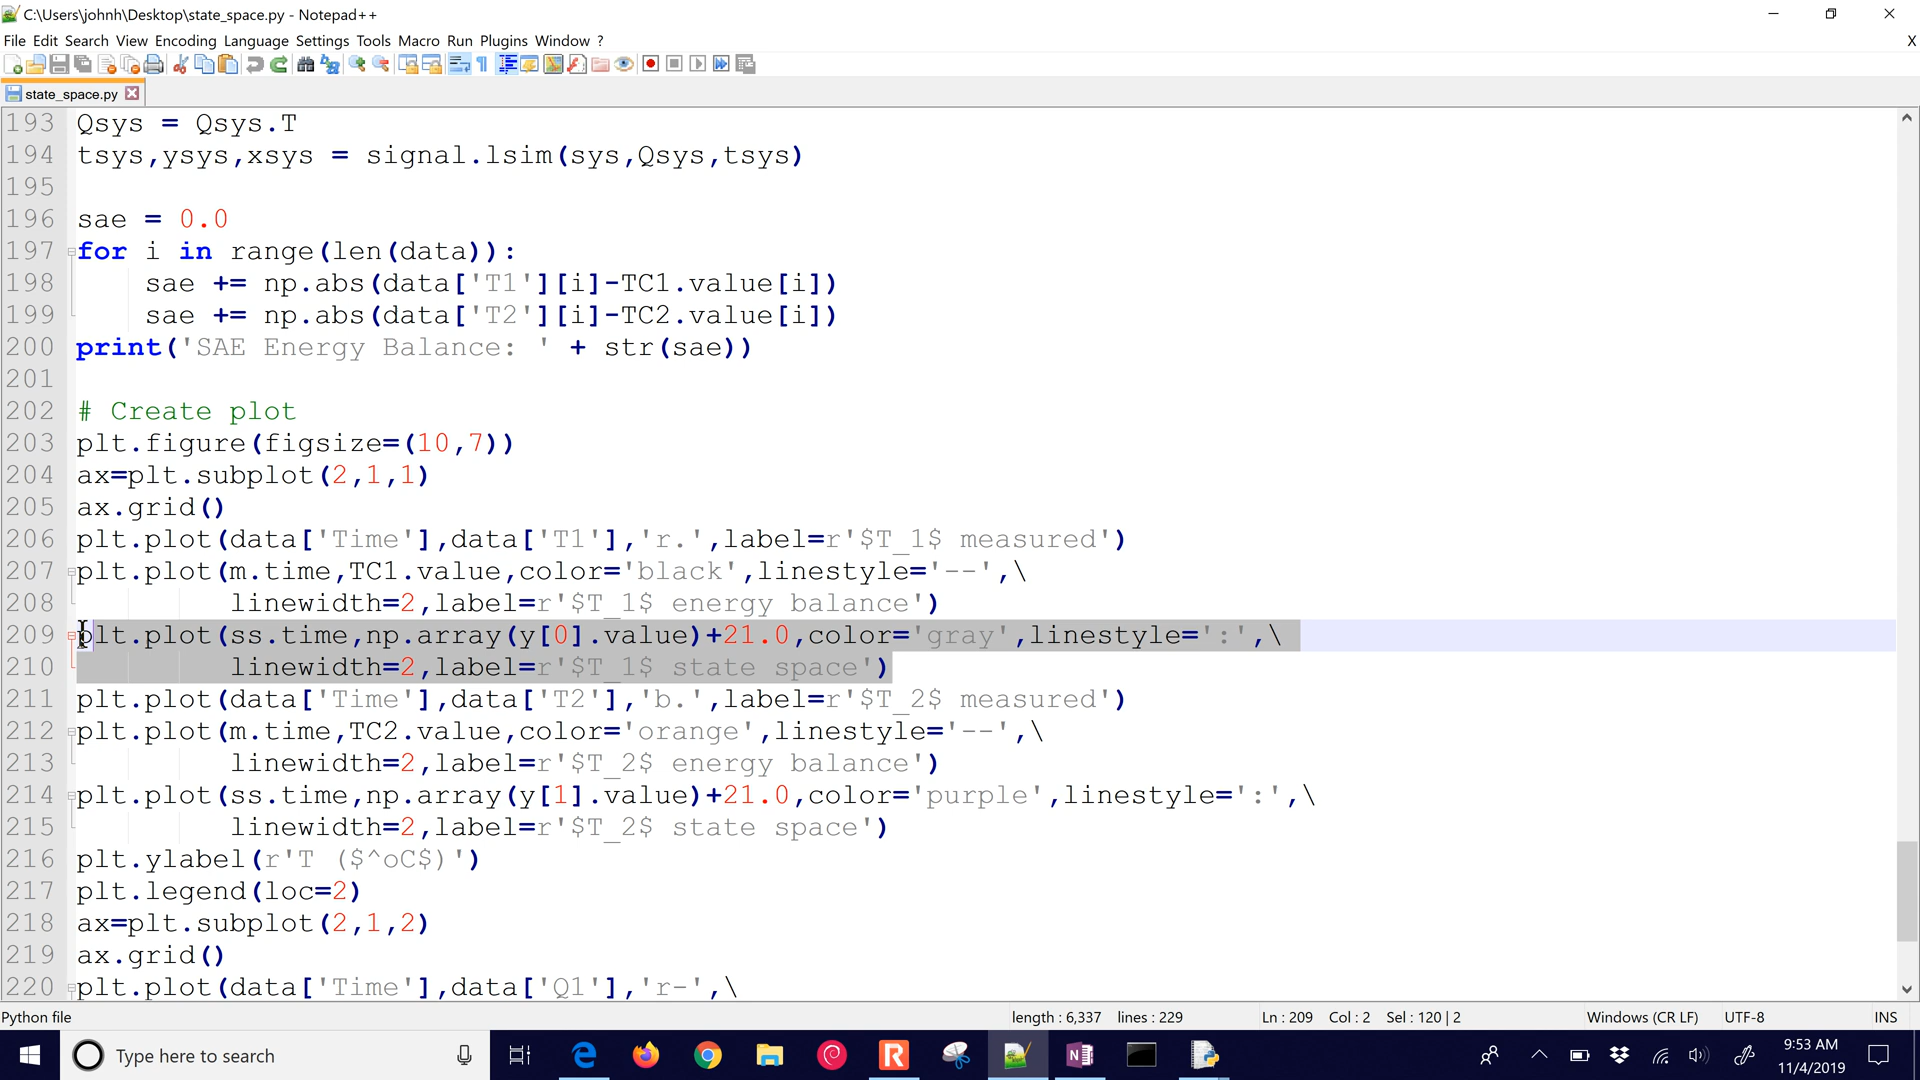 C:\Users\johnh\Desktop\state_space.py - Notepad++
File Edit Search View Encoding Language Settings Tools Macro Run Plugins Window ?
X
state_space.py
193 Qsys = Qsys.T
194 tsys,ysys,xsys = signal.lsim(sys,Qsys,tsys)
195
196 sae = 0.0
197 for i in range(len(data)):
198     sae += np.abs(data['T1'][i]-TC1.value[i])
199     sae += np.abs(data['T2'][i]-TC2.value[i])
200 print('SAE Energy Balance: ' + str(sae))
201
202 # Create plot
203 plt.figure(figsize=(10,7))
204 ax=plt.subplot(2,1,1)
205 ax.grid()
206 plt.plot(data['Time'],data['T1'],'r.',label=r'$T_1$ measured')
207 plt.plot(m.time,TC1.value,color='black',linestyle='--',\
208          linewidth=2,label=r'$T_1$ energy balance')
209 plt.plot(ss.time,np.array(y[0].value)+21.0,color='gray',linestyle=':',\
210          linewidth=2,label=r'$T_1$ state space')
211 plt.plot(data['Time'],data['T2'],'b.',label=r'$T_2$ measured')
212 plt.plot(m.time,TC2.value,color='orange',linestyle='--',\
213          linewidth=2,label=r'$T_2$ energy balance')
214 plt.plot(ss.time,np.array(y[1].value)+21.0,color='purple',linestyle=':',\
215          linewidth=2,label=r'$T_2$ state space')
216 plt.ylabel(r'T ($^oC$)')
217 plt.legend(loc=2)
218 ax=plt.subplot(2,1,2)
219 ax.grid()
220 plt.plot(data['Time'],data['Q1'],'r-',\
Python file length : 6,337 lines : 229 Ln : 209 Col : 2 Sel : 120 | 2 Windows (CR LF) UTF-8 INS
Type here to search
9:53 AM
11/4/2019